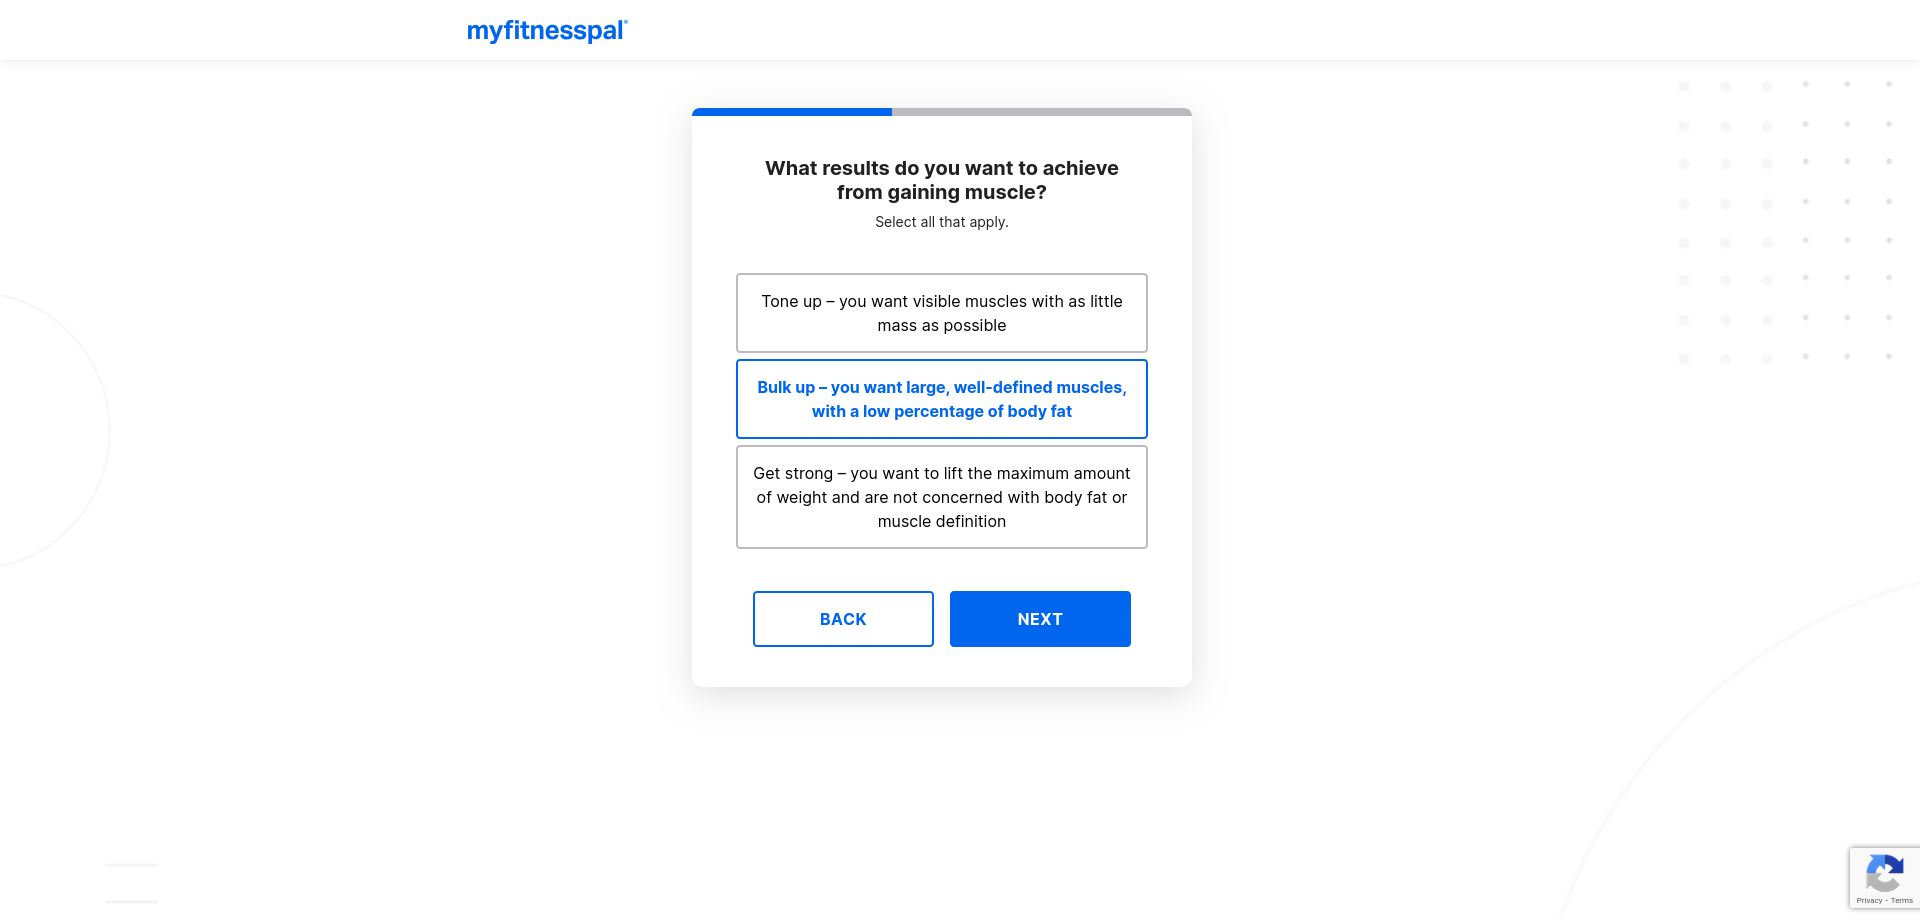 myfitnesspal
What results do you want to achieve
from gaining muscle?
Select all that apply.
Tone up – you want visible muscles with as little
mass as possible
Bulk up – you want large, well-defined muscles,
with a low percentage of body fat
Get strong – you want to lift the maximum amount
of weight and are not concerned with body fat or
muscle definition
BACK
NEXT
Privacy - Terms